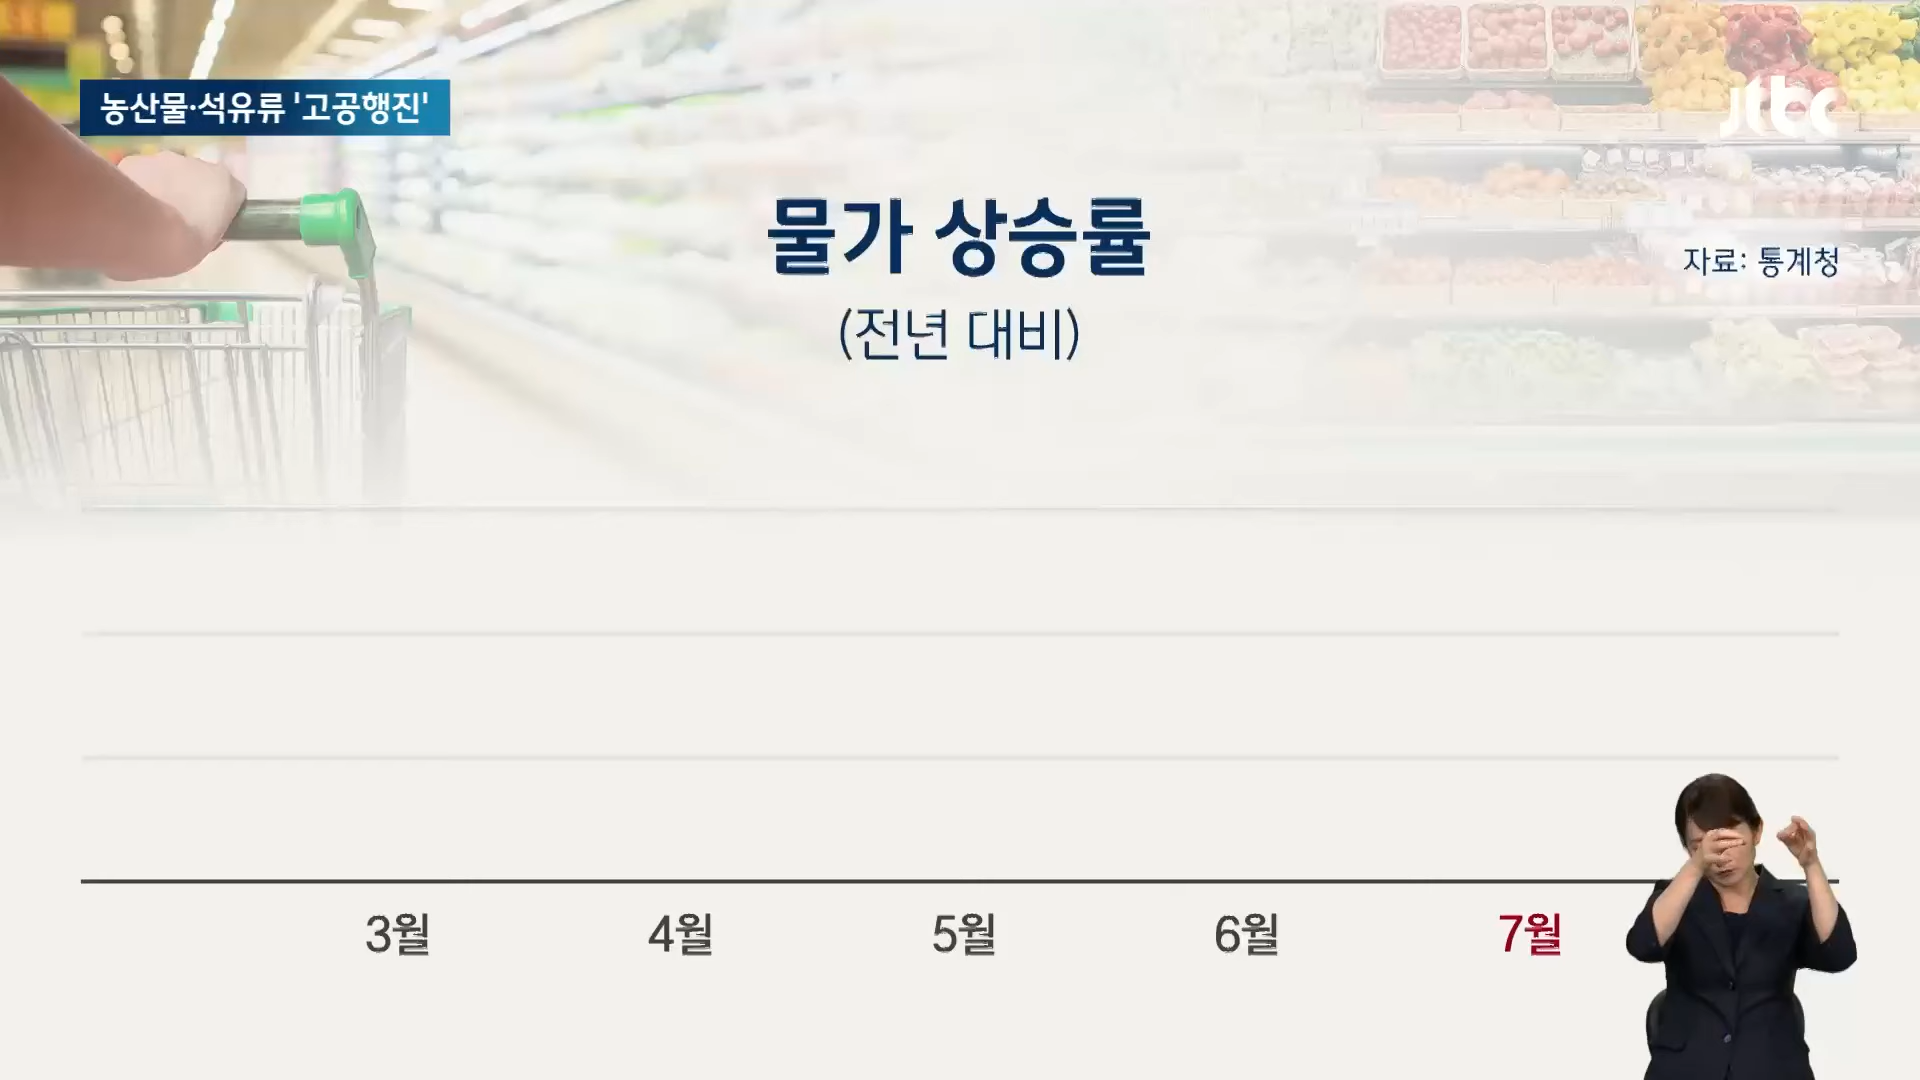 농산물·석유류 '고공행진'
jtbc
물가 상승률
자료: 통계청
(전년 대비)
3월
4월
5월
6월
7월